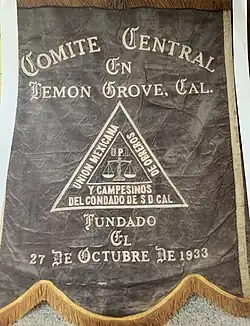 COMITE CENTRAL
EN
LEMON GROVE, CAL.
UNION MEXICANA
DE OBREROS
U.P.
Y CAMPESINOS
DEL CONDADO DE S D. CAL
FUNDADO
EL
27 DE OCTUBRE DE 1933